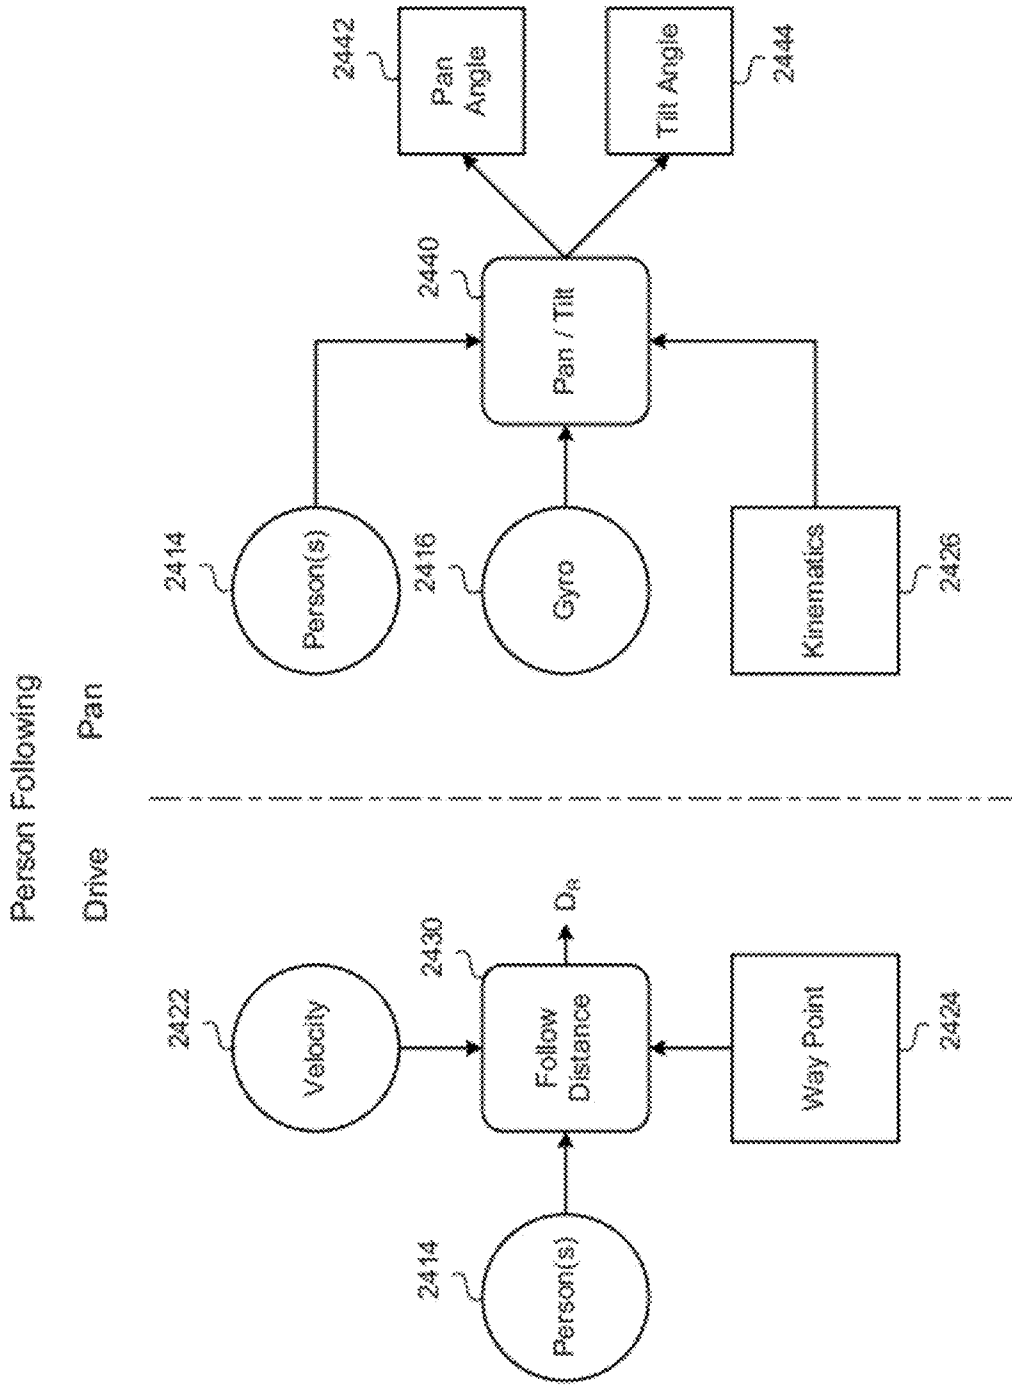 Person Following
Drive
Pan
2422
Velocity
2414
Person(s)
2430
Follow
Distance
D_R
Way Point
2424
2414
Person(s)
2416
Gyro
Kinematics
2426
2440
Pan / Tilt
2442
Pan
Angle
Tilt Angle
2444